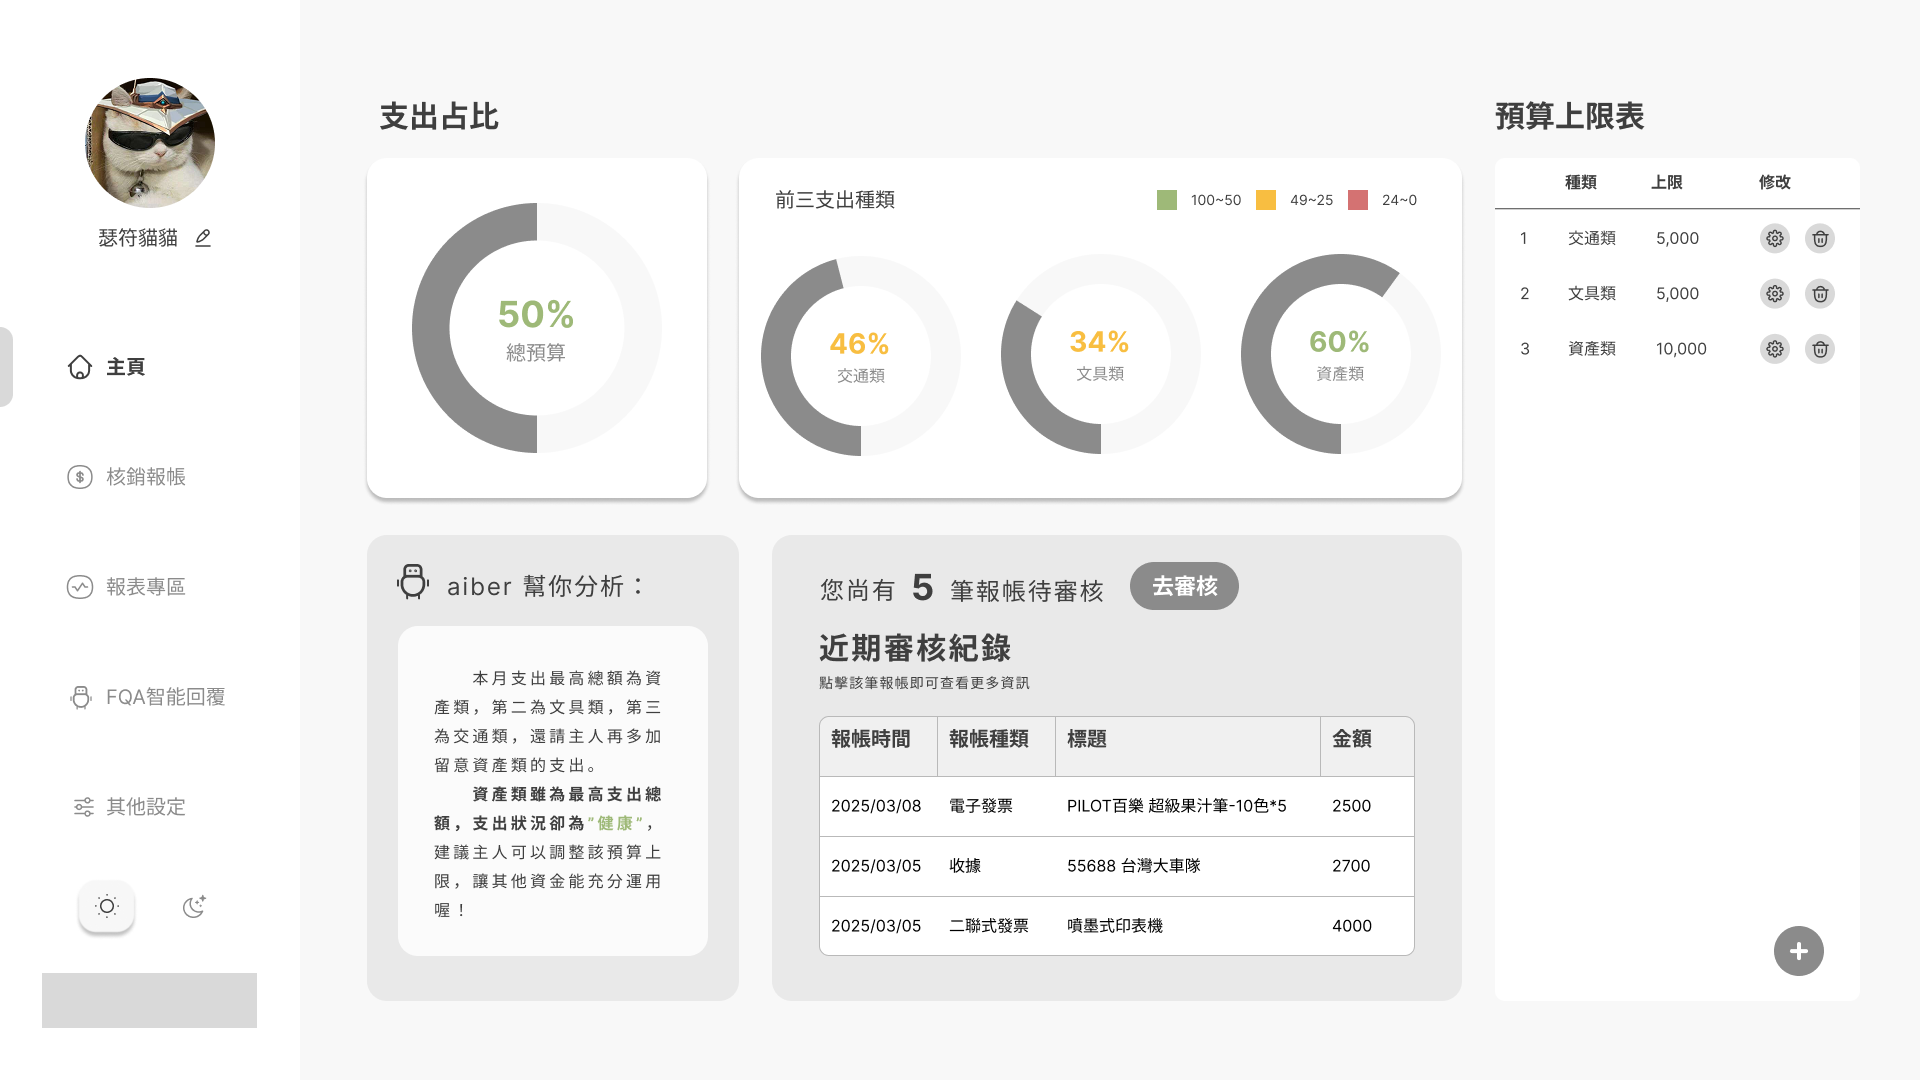 瑟符貓貓
主頁
核銷報帳
報表專區
FQA智能回覆
其他設定
支出占比
50%
總預算
前三支出種類
100~50
49~25
24~0
46%
交通類
34%
文具類
60%
資產類
aiber 幫你分析：
本月支出最高總額為資
產類，第二為文具類，第三
為交通類，還請主人再多加
留意資產類的支出。
資產類雖為最高支出總
額，支出狀況卻為"健康"，
建議主人可以調整該預算上
限，讓其他資金能充分運用
喔！
您尚有 5 筆報帳待審核 去審核
近期審核紀錄
點擊該筆報帳即可查看更多資訊
報帳時間 報帳種類 標題 金額
2025/03/08 電子發票 PILOT百樂 超級果汁筆-10色*5 2500
2025/03/05 收據 55688 台灣大車隊 2700
2025/03/05 二聯式發票 噴墨式印表機 4000
預算上限表
種類 上限 修改
1 交通類 5,000
2 文具類 5,000
3 資產類 10,000